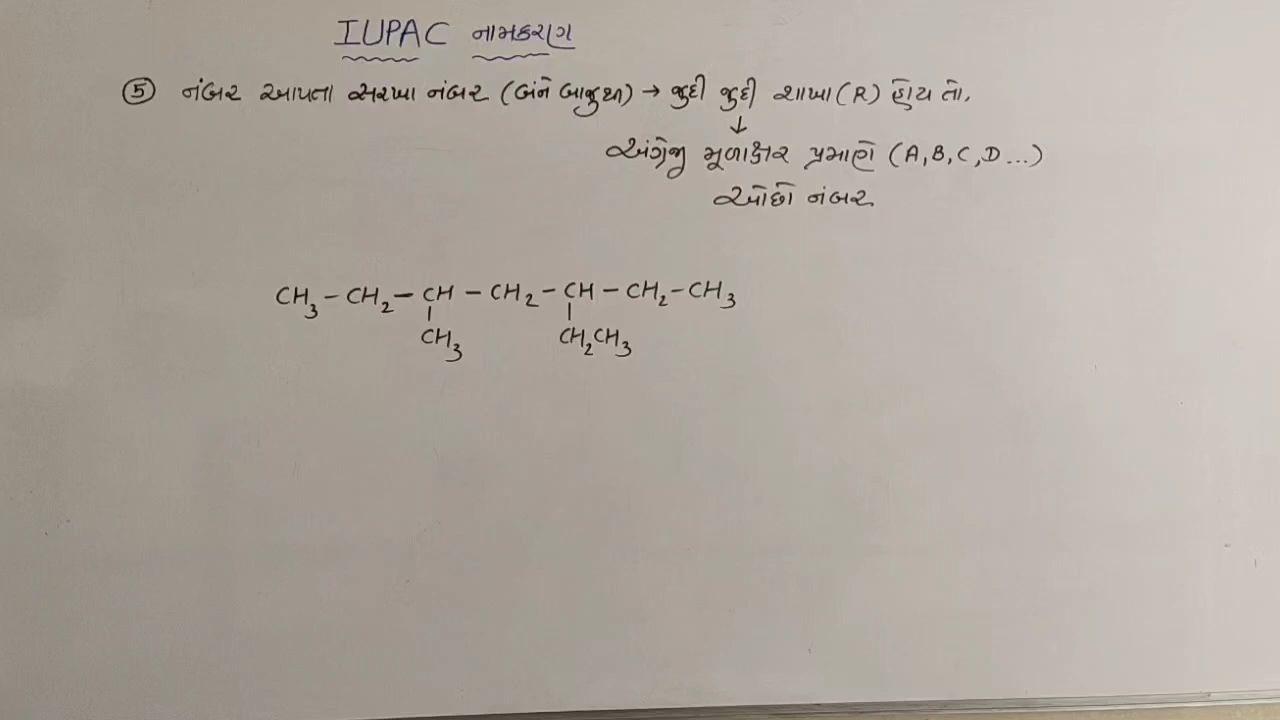 IUPAC નામકરણ
⑤ નંબર આપતા સરખા નંબર (બંને બાજુથી) → જુદી જુદી શાખા (R) હોય તો.
↓
અંગ્રેજી મૂળાક્ષર પ્રમાણે (A, B, C, D ...)
ઓછો નંબર
CH₃ – CH₂ – CH – CH₂ – CH – CH₂ – CH₃
CH₃ CH₂CH₃